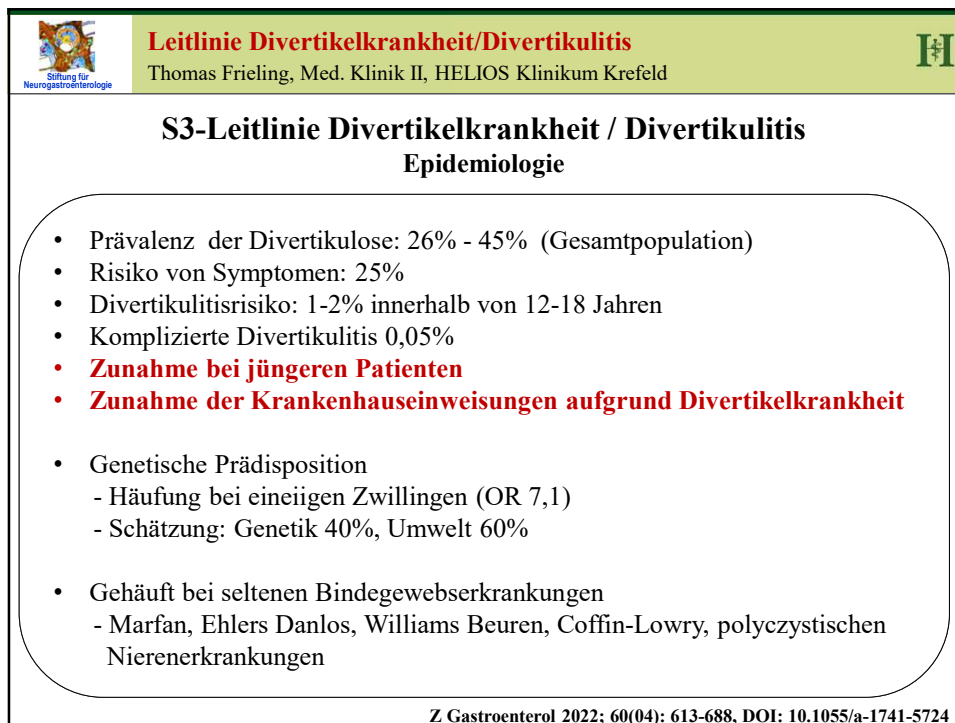 Stiftung für
Neurogastroenterologie
Leitlinie Divertikelkrankheit/Divertikulitis
Thomas Frieling, Med. Klinik II, HELIOS Klinikum Krefeld
H
S3-Leitlinie Divertikelkrankheit / Divertikulitis
Epidemiologie
• Prävalenz der Divertikulose: 26% - 45% (Gesamtpopulation)
• Risiko von Symptomen: 25%
• Divertikulitisrisiko: 1-2% innerhalb von 12-18 Jahren
• Komplizierte Divertikulitis 0,05%
• Zunahme bei jüngeren Patienten
• Zunahme der Krankenhauseinweisungen aufgrund Divertikelkrankheit
• Genetische Prädisposition
- Häufung bei eineiigen Zwillingen (OR 7,1)
- Schätzung: Genetik 40%, Umwelt 60%
• Gehäuft bei seltenen Bindegewebserkrankungen
- Marfan, Ehlers Danlos, Williams Beuren, Coffin-Lowry, polyczystischen
Nierenerkrankungen
Z Gastroenterol 2022; 60(04): 613-688, DOI: 10.1055/a-1741-5724